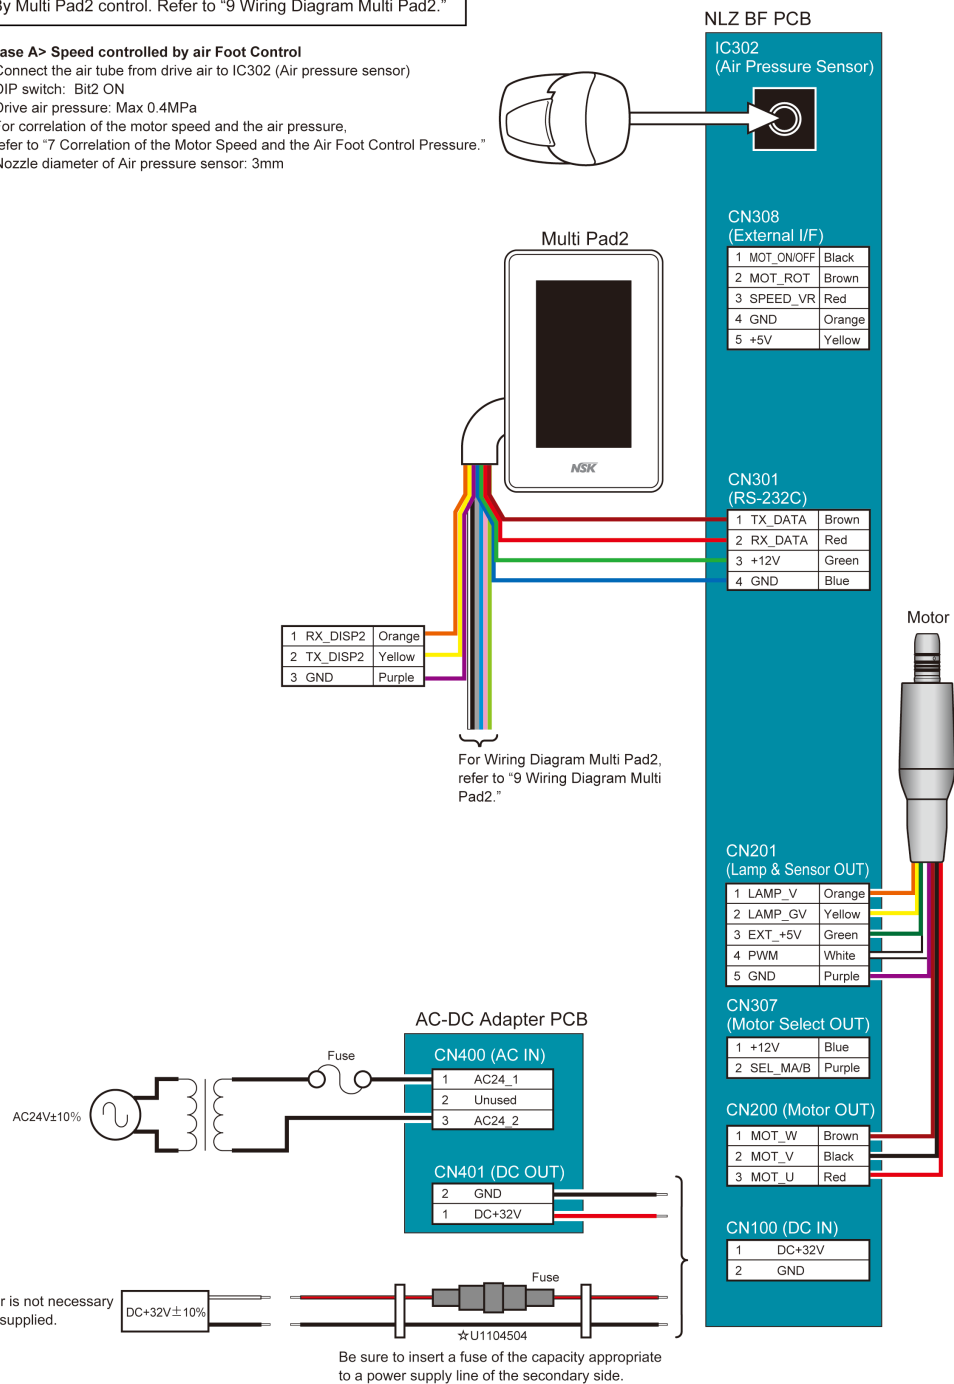 By Multi Pad2 control. Refer to “9 Wiring Diagram Multi Pad2.”
ase A> Speed controlled by air Foot Control
Connect the air tube from drive air to IC302 (Air pressure sensor)
DIP switch: Bit2 ON
Drive air pressure: Max 0.4MPa
For correlation of the motor speed and the air pressure,
efer to “7 Correlation of the Motor Speed and the Air Foot Control Pressure.”
Nozzle diameter of Air pressure sensor: 3mm
NLZ BF PCB
IC302
(Air Pressure Sensor)
CN308
(External I/F)
1 MOT_ON/OFF Black
2 MOT_ROT Brown
3 SPEED_VR Red
4 GND Orange
5 +5V Yellow
Multi Pad2
NSK
CN301
(RS-232C)
1 TX_DATA Brown
2 RX_DATA Red
3 +12V Green
4 GND Blue
1 RX_DISP2 Orange
2 TX_DISP2 Yellow
3 GND Purple
For Wiring Diagram Multi Pad2,
refer to “9 Wiring Diagram Multi
Pad2.”
Motor
CN201
(Lamp & Sensor OUT)
1 LAMP_V Orange
2 LAMP_GV Yellow
3 EXT_+5V Green
4 PWM White
5 GND Purple
CN307
(Motor Select OUT)
1 +12V Blue
2 SEL_MA/B Purple
CN200 (Motor OUT)
1 MOT_W Brown
2 MOT_V Black
3 MOT_U Red
CN100 (DC IN)
1 DC+32V
2 GND
AC-DC Adapter PCB
CN400 (AC IN)
1 AC24_1
2 Unused
3 AC24_2
CN401 (DC OUT)
2 GND
1 DC+32V
Fuse
AC24V±10%
r is not necessary
supplied.
DC+32V±10%
Fuse
☆U1104504
Be sure to insert a fuse of the capacity appropriate
to a power supply line of the secondary side.